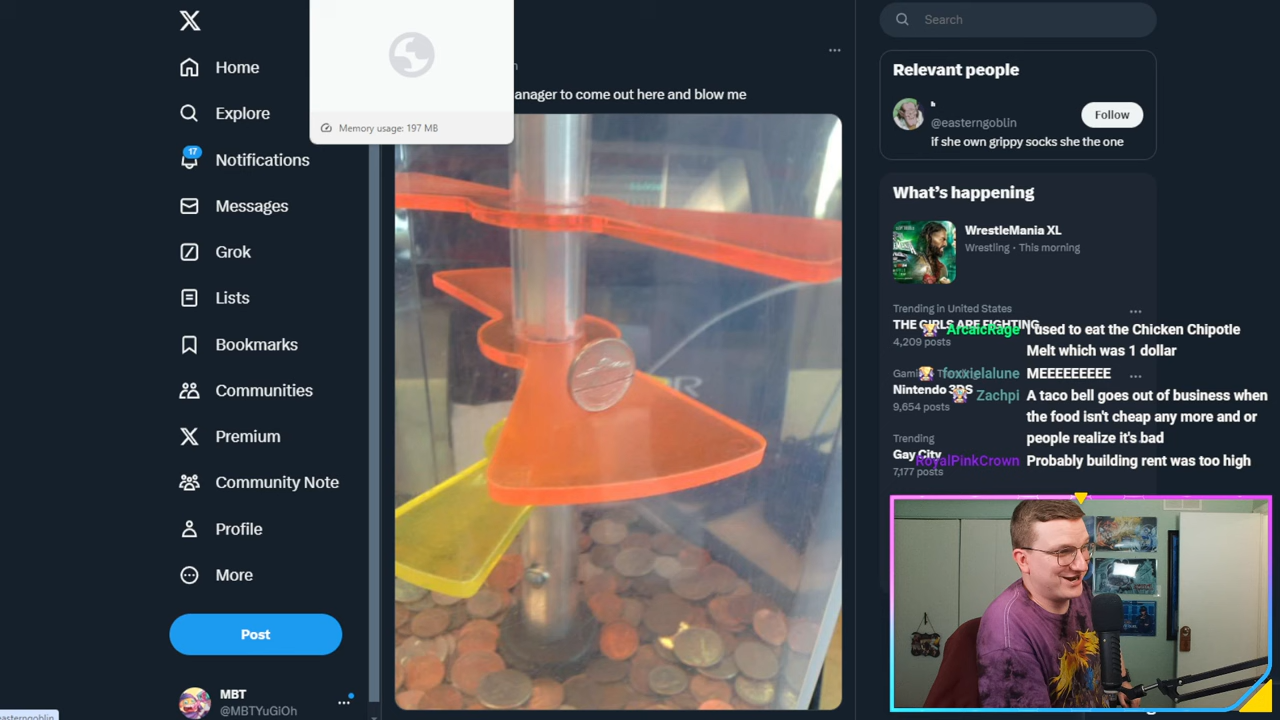 Home
Explore
17
Notifications
Messages
Grok
Lists
Bookmarks
Communities
Premium
Community Note
Profile
More
Post
MBT
@MBTYuGiOh
easterngoblin
Memory usage: 197 MB
anager to come out here and blow me
Search
Relevant people
@easterngoblin
Follow
if she own grippy socks she the one
What's happening
WrestleMania XL
Wrestling · This morning
Trending in United States
THE GIRLS ARE FIGHTING
4,209 posts
Nintendo 3DS
9,654 posts
Trending
Gay City
7,177 posts
ArcaicRage I used to eat the Chicken Chipotle
Melt which was 1 dollar
foxxielalune MEEEEEEEEE
Zachpi A taco bell goes out of business when
the food isn't cheap any more and or
people realize it's bad
RoyalPinkCrown Probably building rent was too high